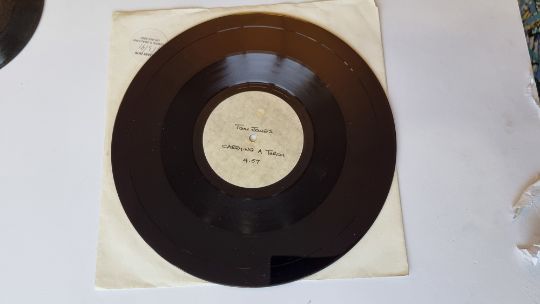 TOM JONES
CARRYING A TORCH
4.57